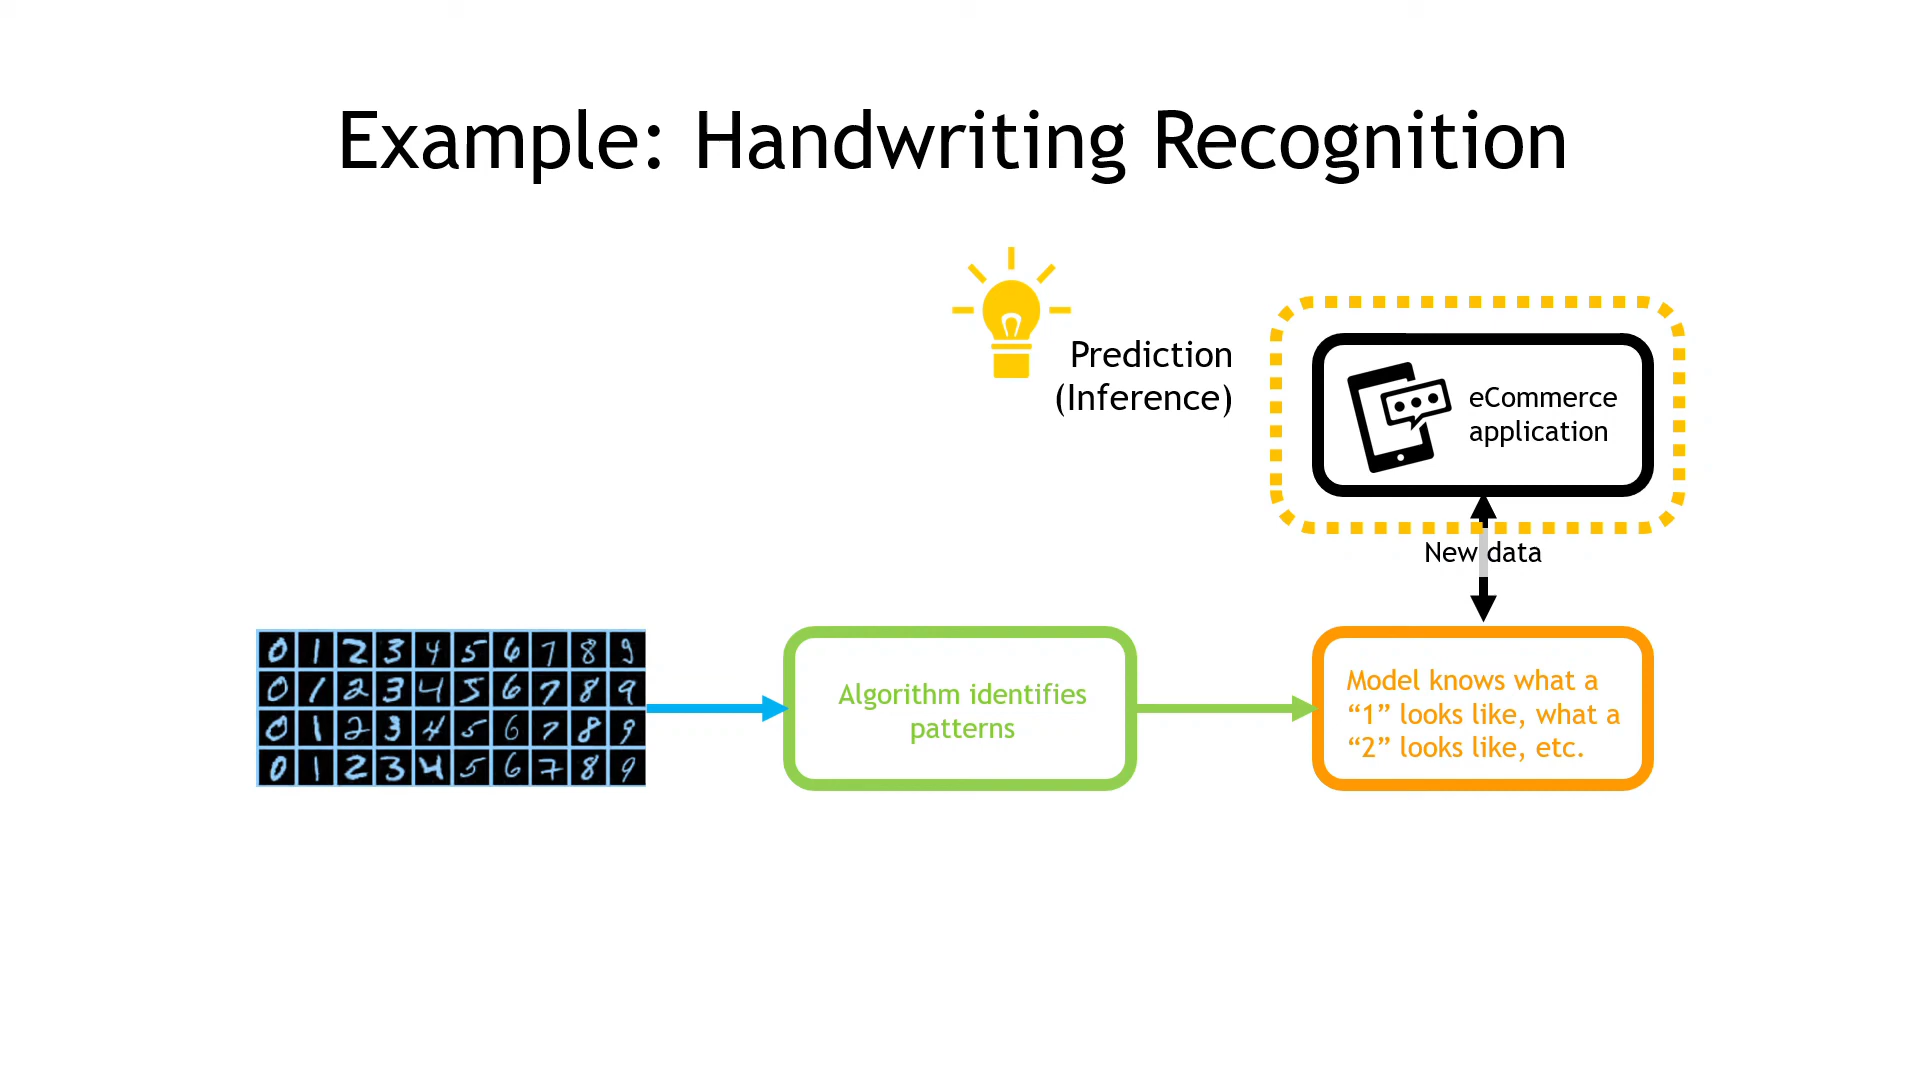 Example: Handwriting Recognition
Prediction
(Inference)
eCommerce
application
New data
0 1 2 3 4 5 6 7 8 9
0 1 2 3 4 5 6 7 8 9
0 1 2 3 4 5 6 7 8 9
0 1 2 3 4 5 6 7 8 9
Algorithm identifies
patterns
Model knows what a
“1” looks like, what a
“2” looks like, etc.